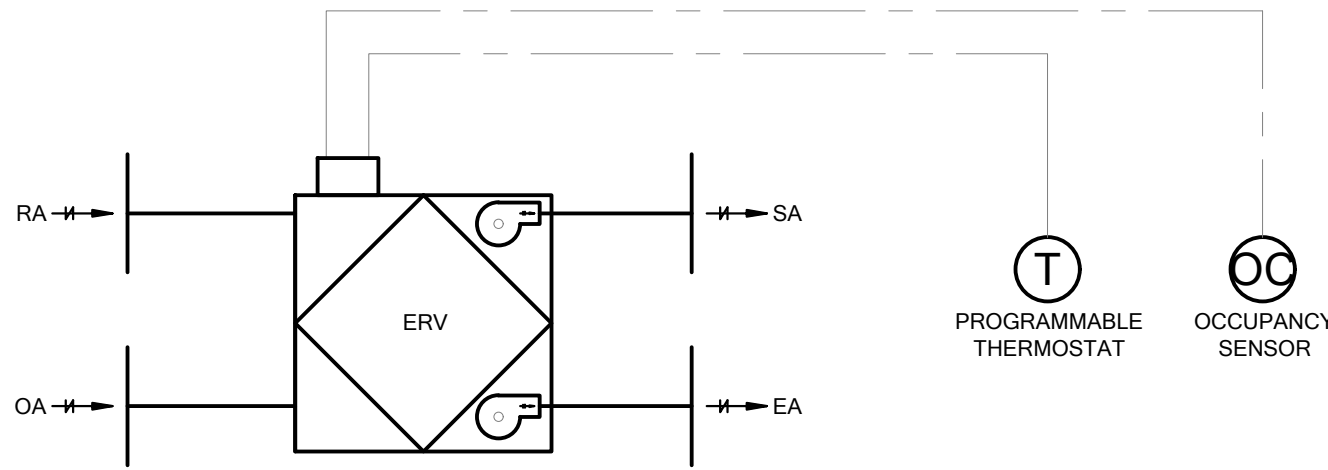 RA
SA
T
OC
PROGRAMMABLE
THERMOSTAT
OCCUPANCY
SENSOR
ERV
OA
EA